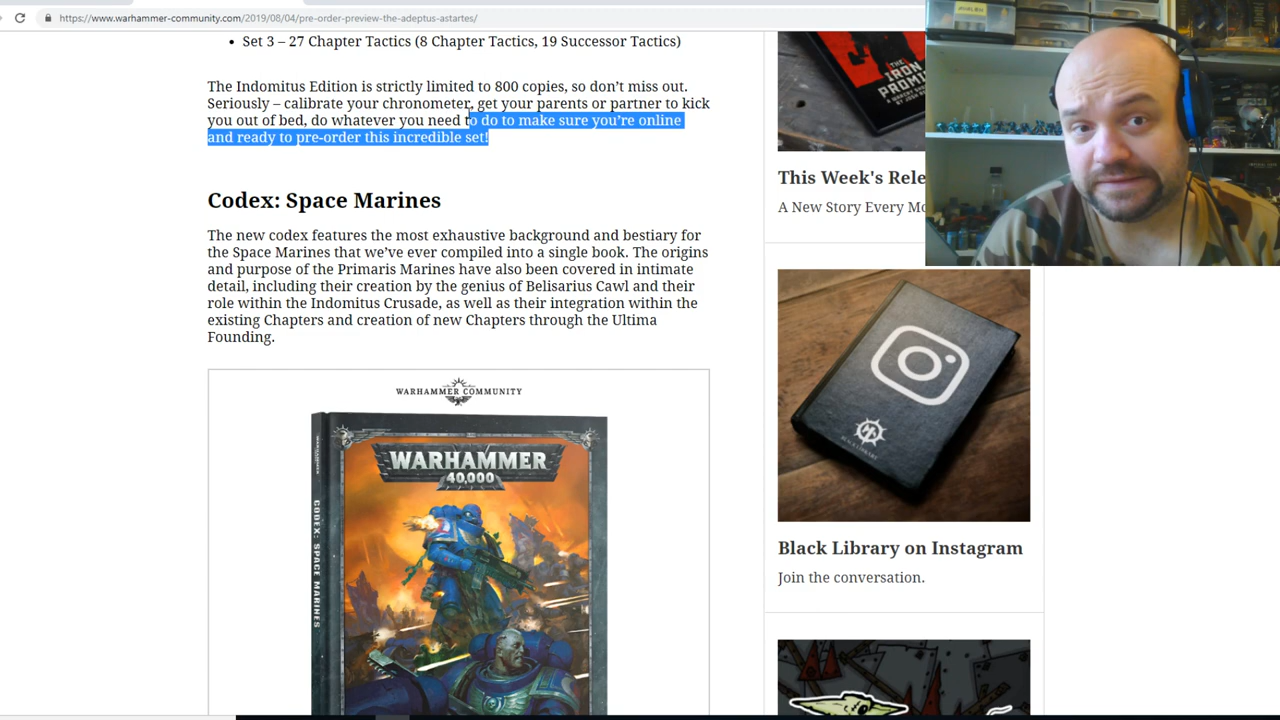 https://www.warhammer-community.com/2019/08/04/pre-order-preview-the-adeptus-astartes/
• Set 3 – 27 Chapter Tactics (8 Chapter Tactics, 19 Successor Tactics)
The Indomitus Edition is strictly limited to 800 copies, so don’t miss out.
Seriously – calibrate your chronometer, get your parents or partner to kick
you out of bed, do whatever you need to do to make sure you’re online
and ready to pre-order this incredible set!
Codex: Space Marines
The new codex features the most exhaustive background and bestiary for
the Space Marines that we’ve ever compiled into a single book. The origins
and purpose of the Primaris Marines have also been covered in intimate
detail, including their creation by the genius of Belisarius Cawl and their
role within the Indomitus Crusade, as well as their integration within the
existing Chapters and creation of new Chapters through the Ultima
Founding.
WARHAMMER COMMUNITY
WARHAMMER
40,000
CODEX: SPACE MARINES
THE
IRON
PROMI
This Week's Rele
A New Story Every Mo
BLACK LIBRARY
Black Library on Instagram
Join the conversation.